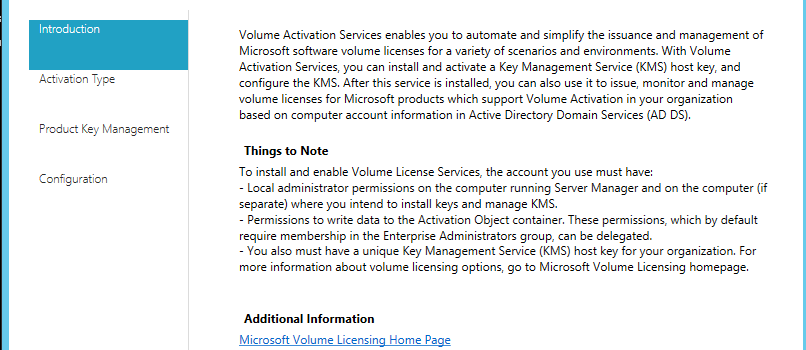 Introduction
Activation Type
Product Key Management
Configuration
Volume Activation Services enables you to automate and simplify the issuance and management of
Microsoft software volume licenses for a variety of scenarios and environments. With Volume
Activation Services, you can install and activate a Key Management Service (KMS) host key, and
configure the KMS. After this service is installed, you can also use it to issue, monitor and manage
volume licenses for Microsoft products which support Volume Activation in your organization
based on computer account information in Active Directory Domain Services (AD DS).
Things to Note
To install and enable Volume License Services, the account you use must have:
- Local administrator permissions on the computer running Server Manager and on the computer (if
separate) where you intend to install keys and manage KMS.
- Permissions to write data to the Activation Object container. These permissions, which by default
require membership in the Enterprise Administrators group, can be delegated.
- You also must have a unique Key Management Service (KMS) host key for your organization. For
more information about volume licensing options, go to Microsoft Volume Licensing homepage.
Additional Information
Microsoft Volume Licensing Home Page